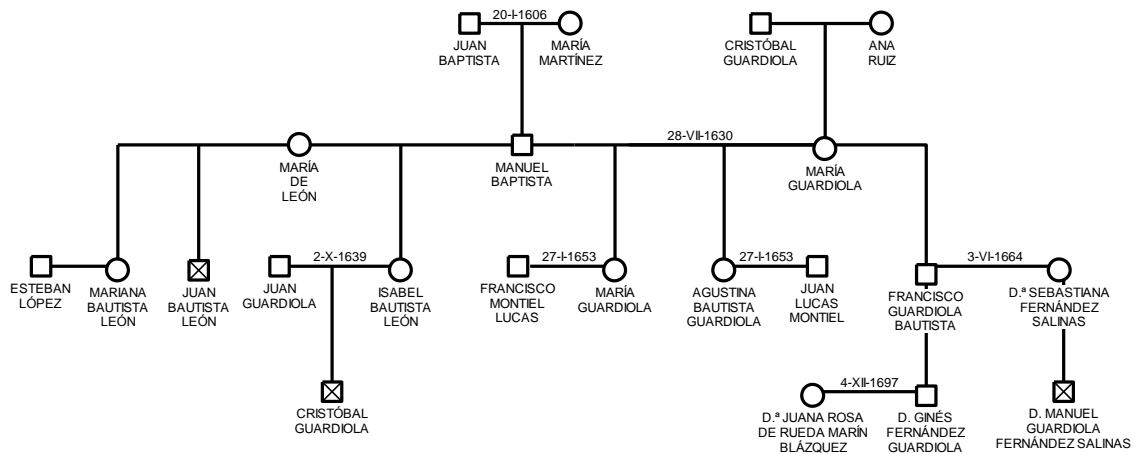 20-I-1606
JUAN
BAPTISTA
MARÍA
MARTÍNEZ
CRISTÓBAL
GUARDIOLA
ANA
RUIZ
28-VII-1630
MARÍA
DE
LEÓN
MANUEL
BAPTISTA
MARÍA
GUARDIOLA
2-X-1639
27-I-1653
27-I-1653
3-VI-1664
ESTEBAN
LÓPEZ
MARIANA
BAUTISTA
LEÓN
JUAN
BAUTISTA
LEÓN
JUAN
GUARDIOLA
ISABEL
BAUTISTA
LEÓN
FRANCISCO
MONTIEL
LUCAS
MARÍA
GUARDIOLA
AGUSTINA
BAUTISTA
GUARDIOLA
JUAN
LUCAS
MONTIEL
FRANCISCO
GUARDIOLA
BAUTISTA
D.ª SEBASTIANA
FERNÁNDEZ
SALINAS
4-XII-1697
CRISTÓBAL
GUARDIOLA
D.ª JUANA ROSA
DE RUEDA MARÍN
BLÁZQUEZ
D. GINÉS
FERNÁNDEZ
GUARDIOLA
D. MANUEL
GUARDIOLA
FERNÁNDEZ SALINAS